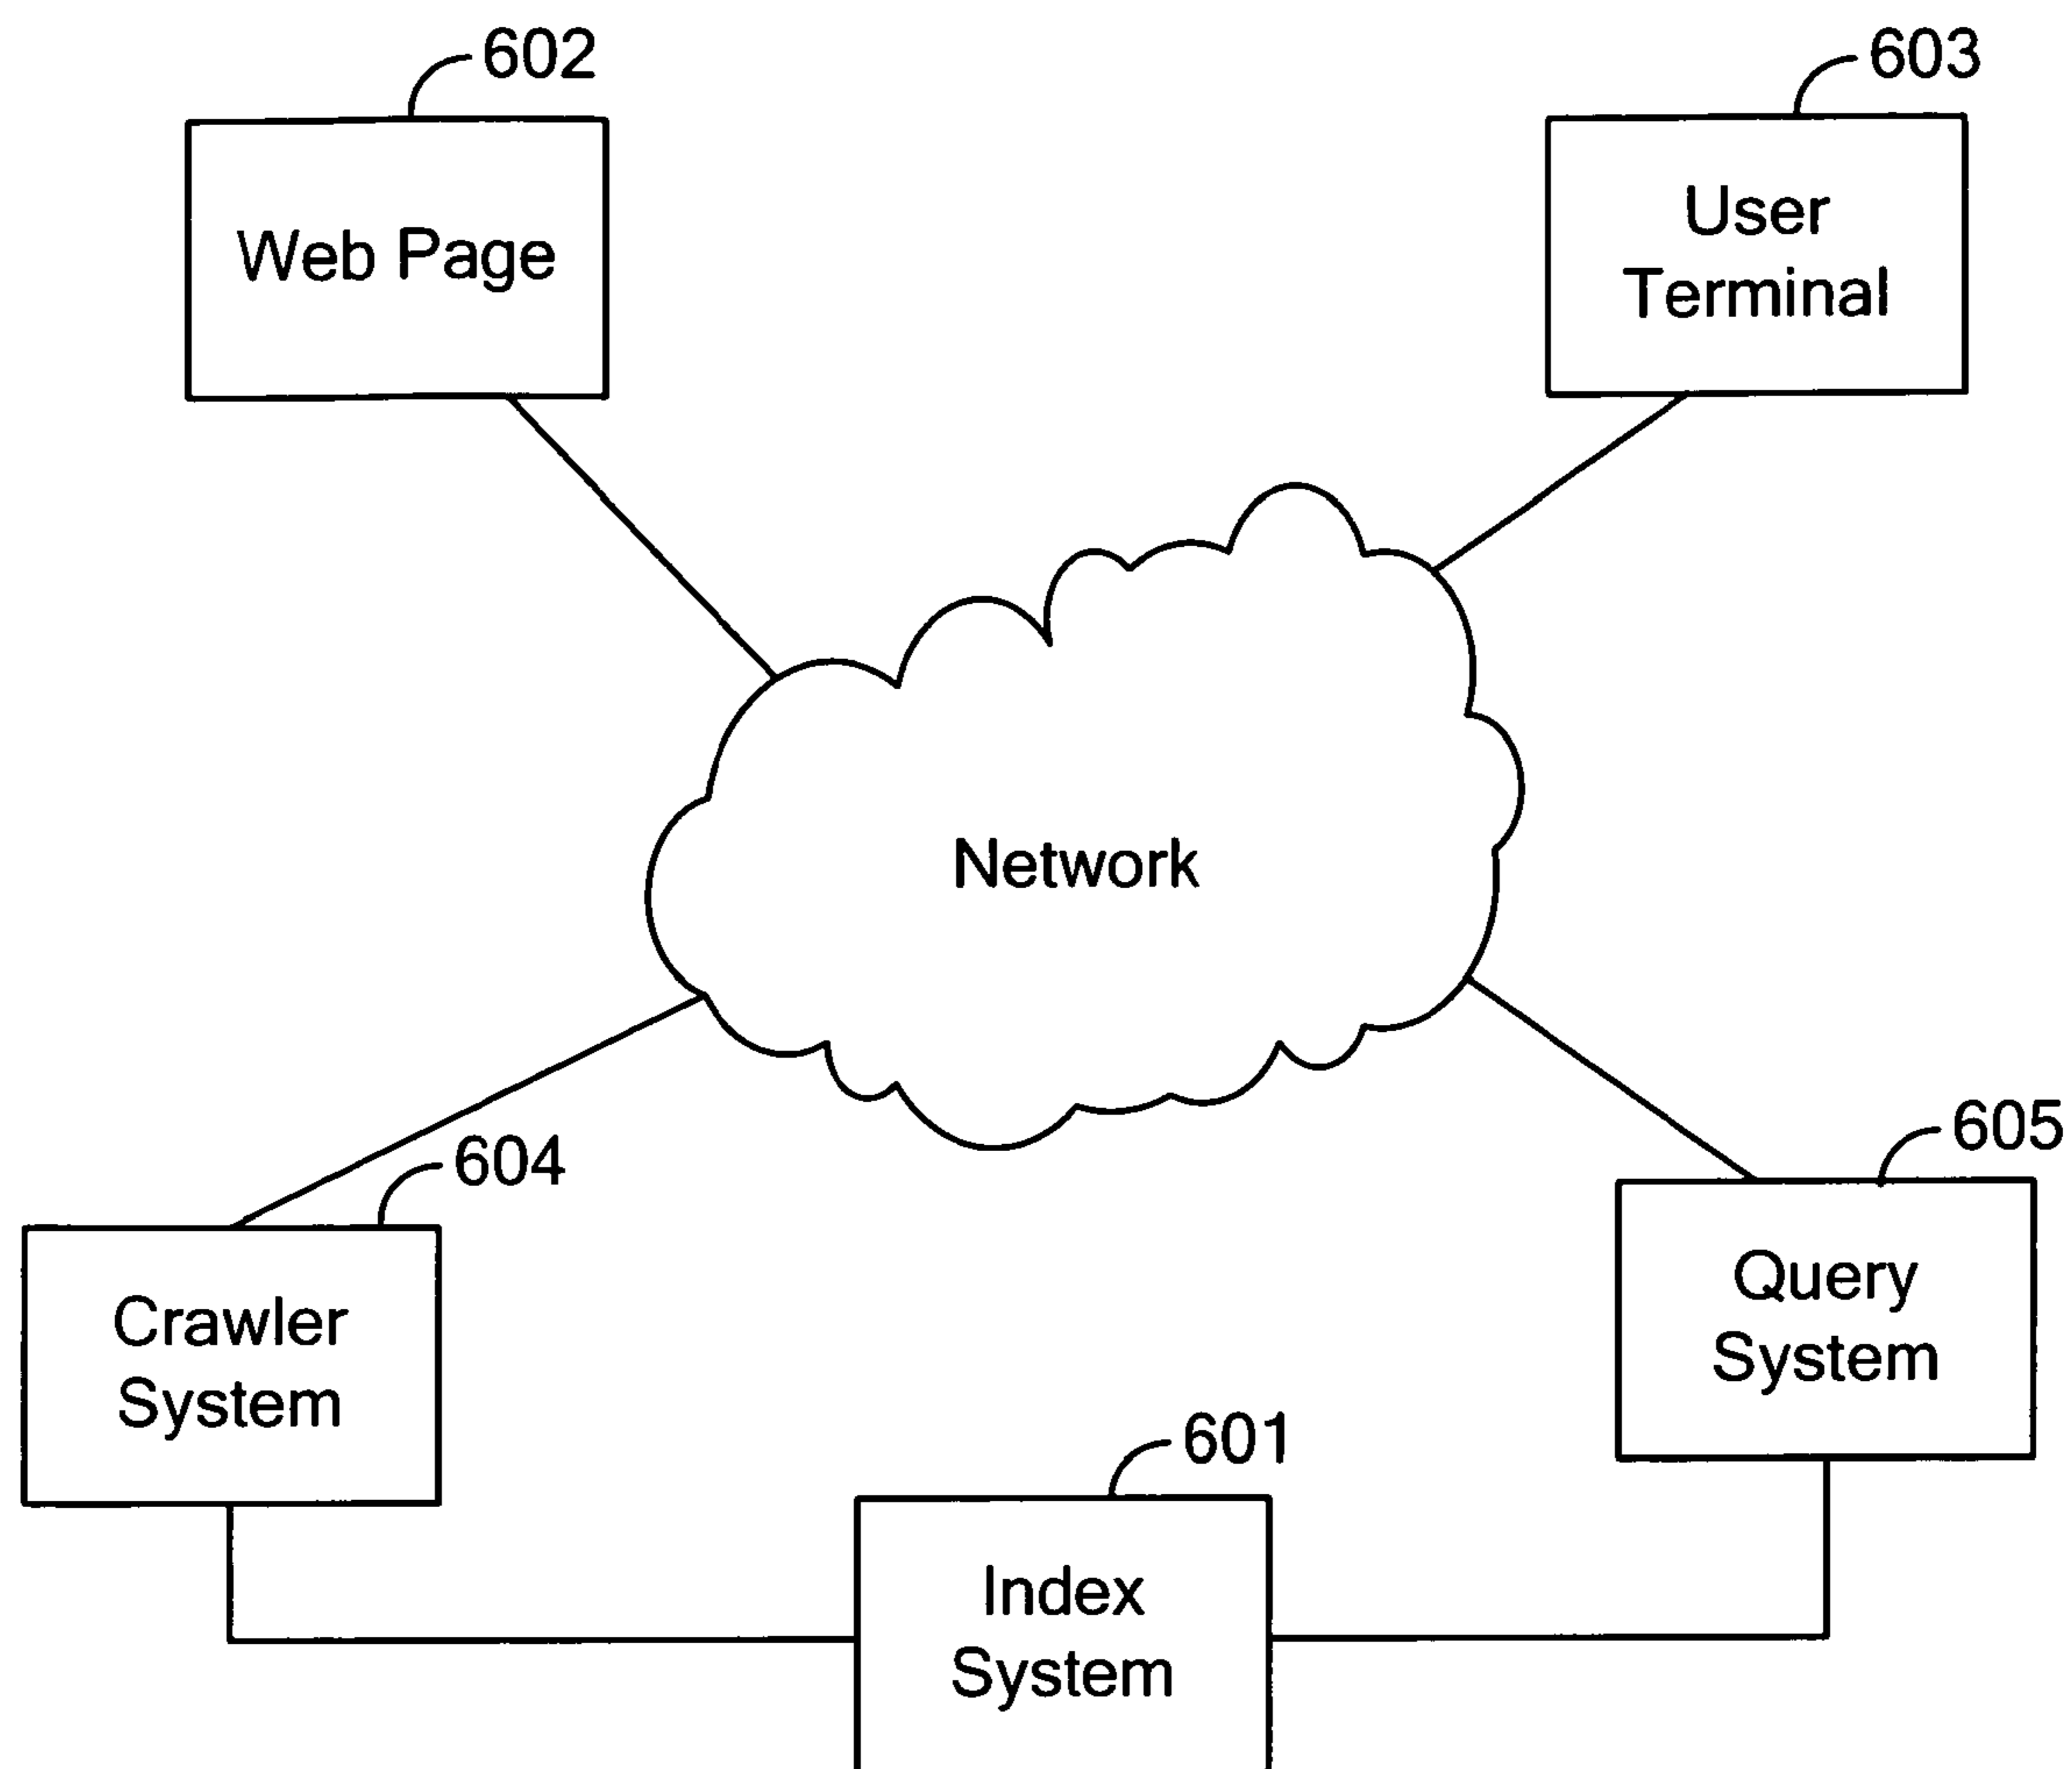 602
603
Web Page
User
Terminal
Network
604
605
Crawler
System
Query
System
601
Index
System